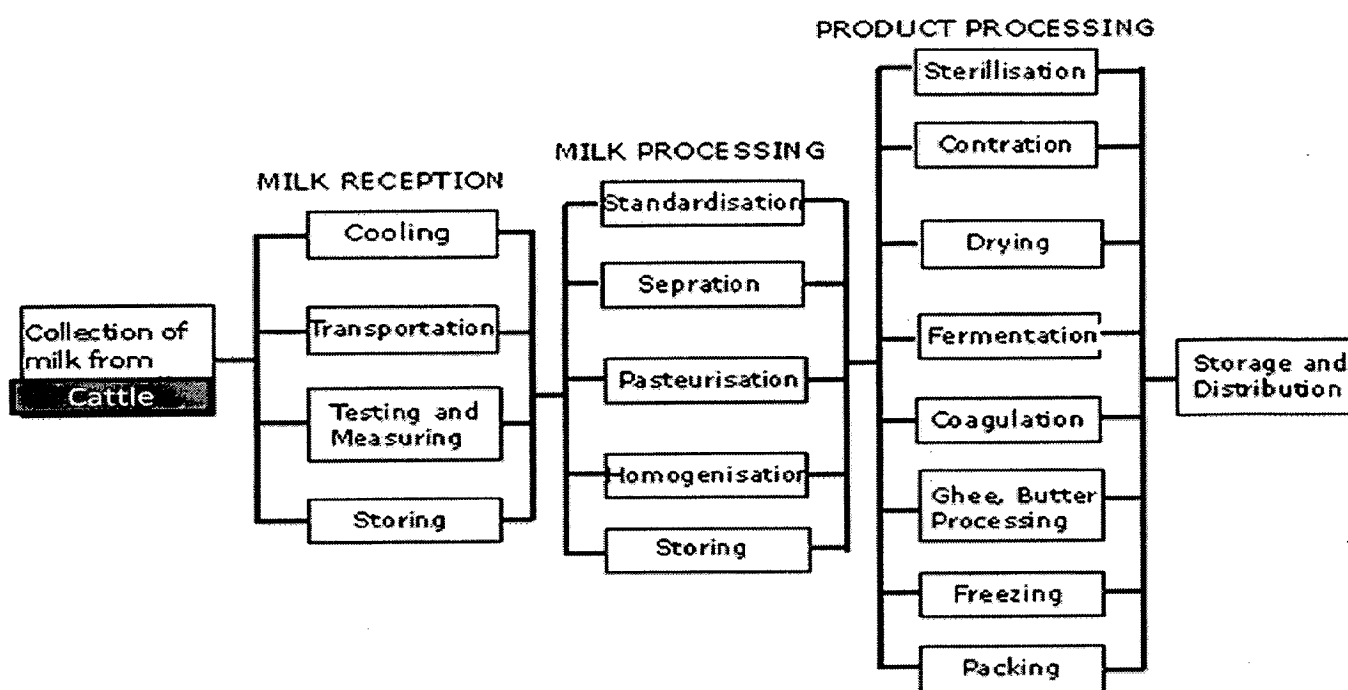 PRODUCT PROCESSING
Sterillisation
Contration
Drying
Fermentation
Coagulation
Ghee, Butter
Processing
Freezing
Packing
MILK PROCESSING
Standardisation
Sepration
Pasteurisation
Homogenisation
Storing
MILK RECEPTION
Cooling
Transportation
Testing and
Measuring
Storing
Collection of
milk from
Cattle
Storage and
Distribution